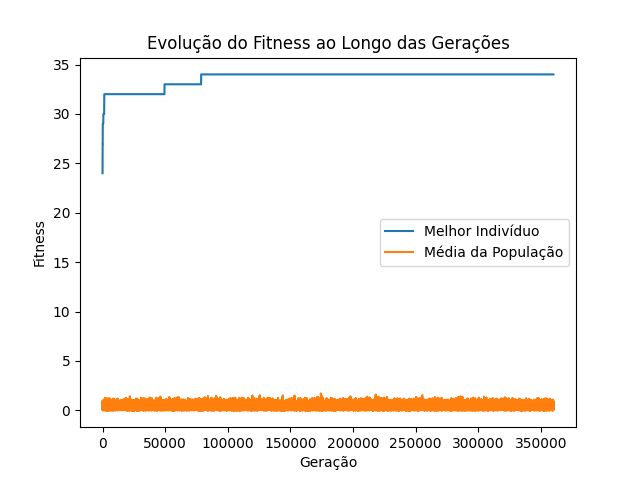 Evolução do Fitness ao Longo das Gerações
35
30
25
20
15
10
5
0
Fitness
Melhor Indivíduo
Média da População
0 50000 100000 150000 200000 250000 300000 350000
Geração